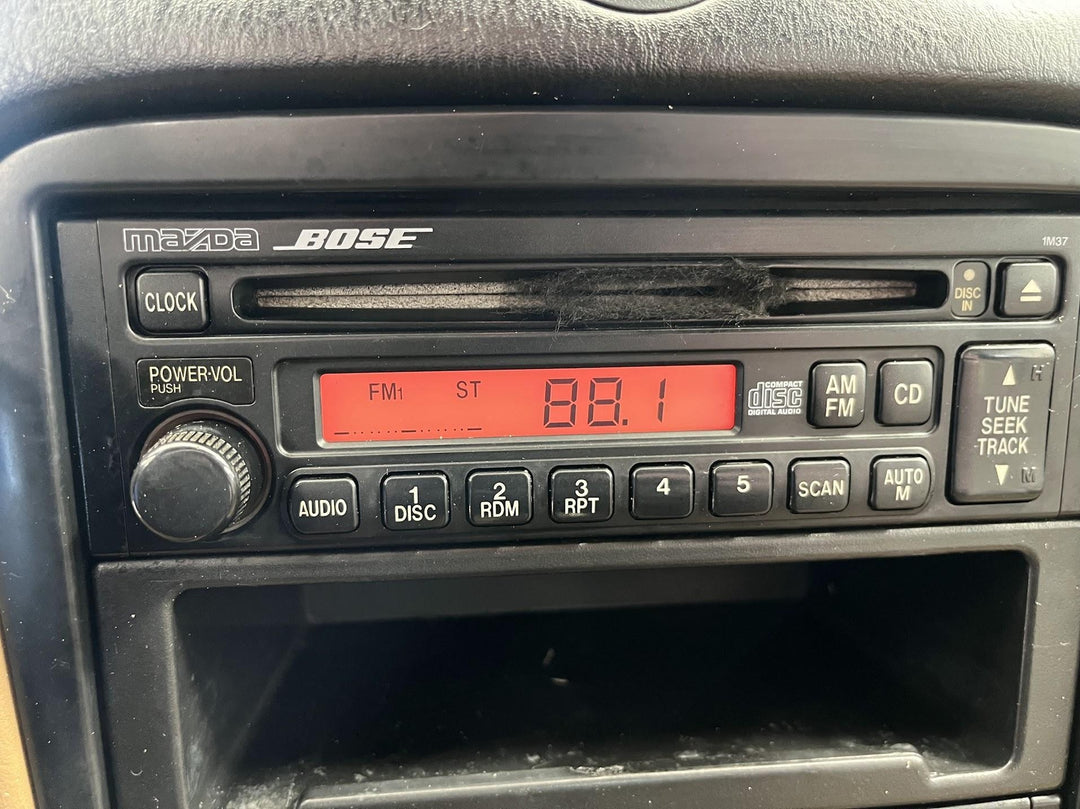 mazda BOSE
1M37
CLOCK
DISC
IN
POWER·VOL
PUSH
FM1 ST 88.1
COMPACT
disc
DIGITAL AUDIO
AM
FM
CD
H
TUNE
SEEK
TRACK
M
AUDIO
1
DISC
2
RDM
3
RPT
4
5
SCAN
AUTO
M